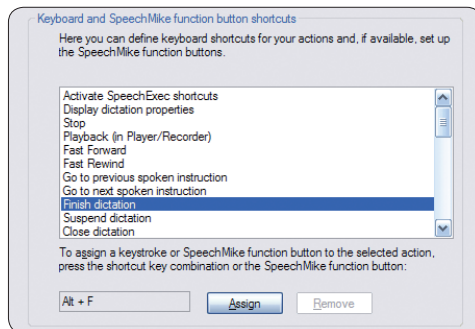 Keyboard and SpeechMike function button shortcuts
Here you can define keyboard shortcuts for your actions and, if available, set up
the SpeechMike function buttons.
Activate SpeechExec shortcuts
Display dictation properties
Stop
Playback (in Player/Recorder)
Fast Forward
Fast Rewind
Go to previous spoken instruction
Go to next spoken instruction
Finish dictation
Suspend dictation
Close dictation
To assign a keystroke or SpeechMike function button to the selected action,
press the shortcut key combination or the SpeechMike function button:
Alt + F
Assign
Remove